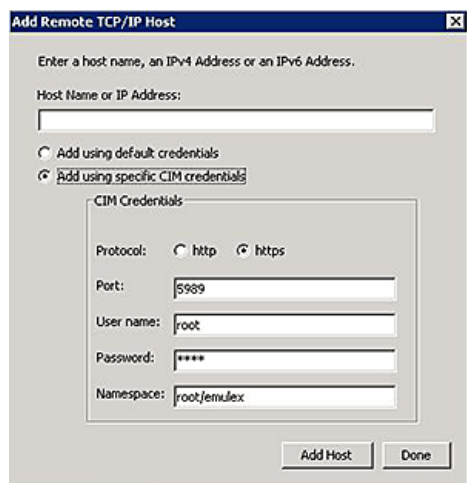 Add Remote TCP/IP Host
Enter a host name, an IPv4 Address or an IPv6 Address.
Host Name or IP Address:
Add using default credentials
Add using specific CIM credentials
CIM Credentials
Protocol: http https
Port: 5989
User name: root
Password: ****
Namespace: root/emulex
Add Host Done